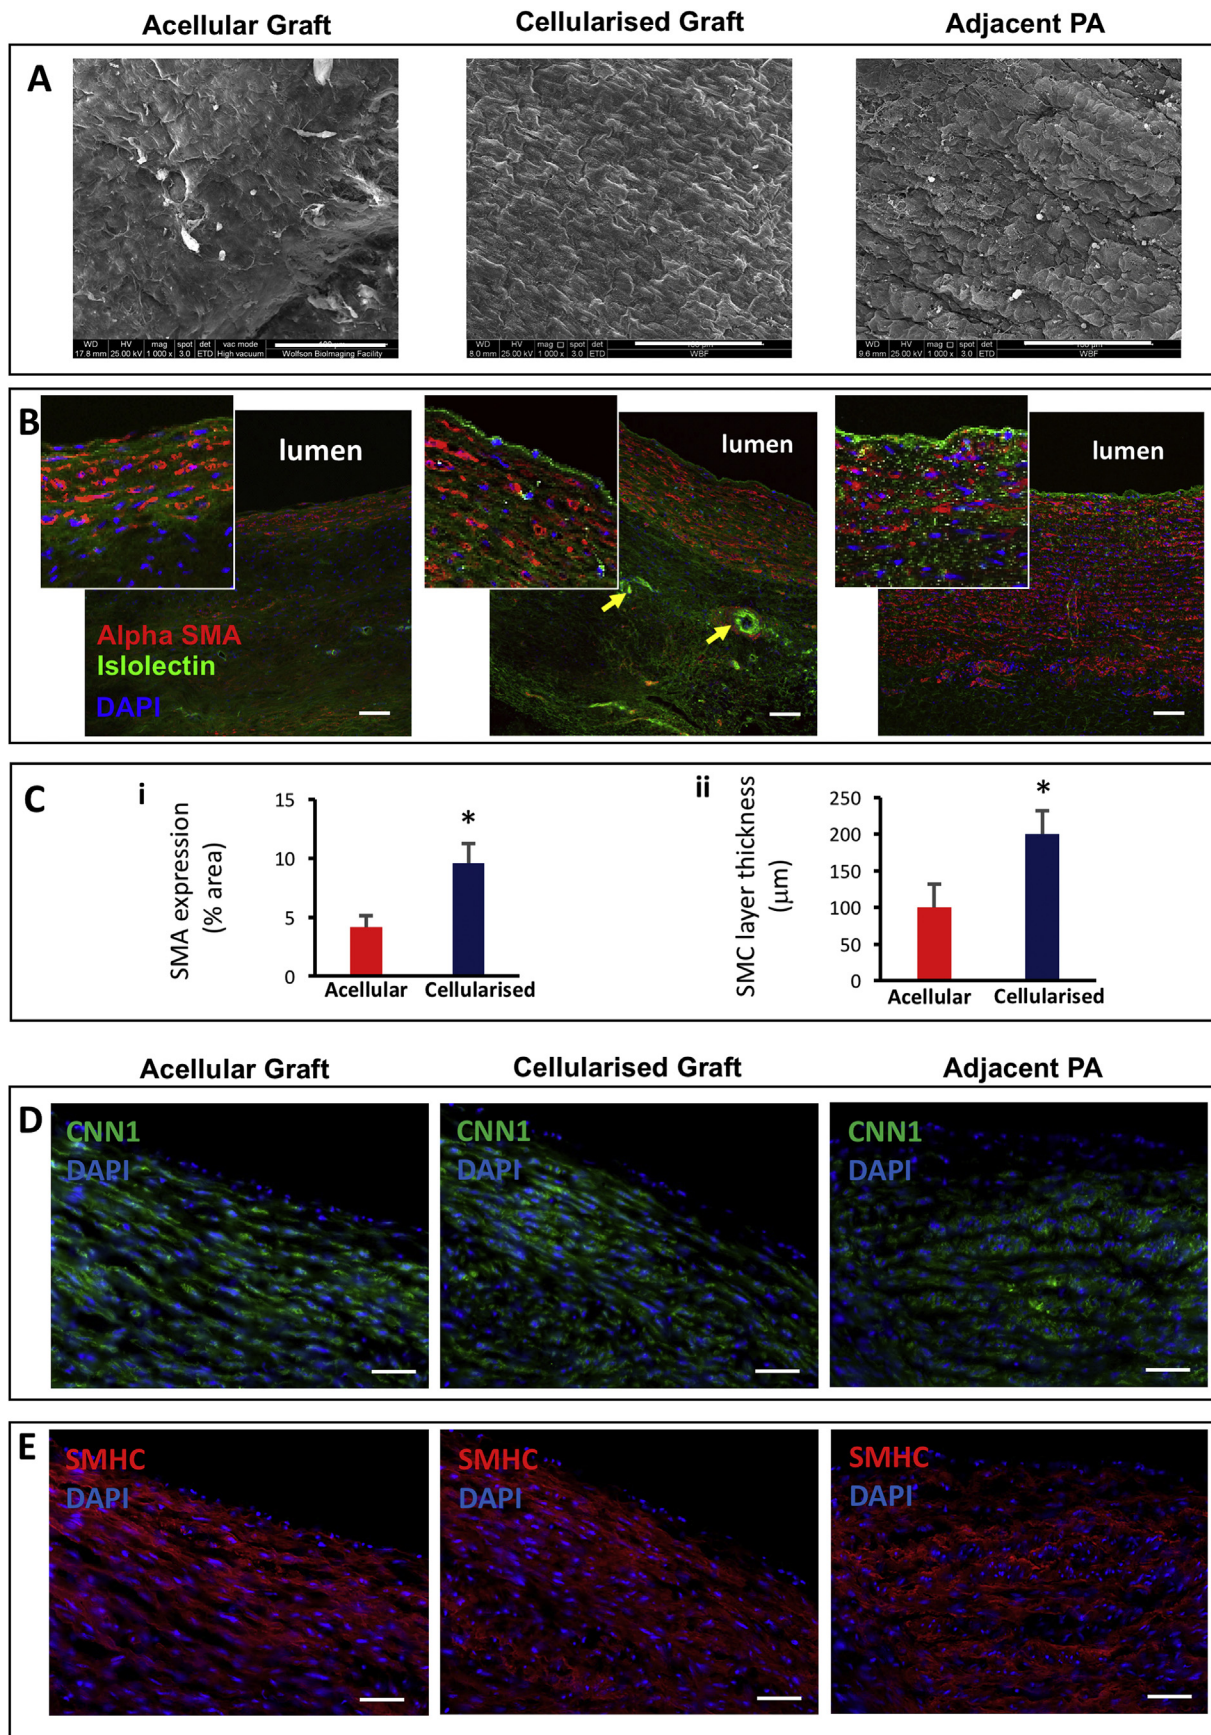 Acellular Graft
Cellularised Graft
Adjacent PA
A
WD HV mag spot det vac mode
17.8 mm 25.00 kV 1 000 x 3.0 ETD High vacuum Wolfson BioImaging Facility
WD HV mag □ spot det
8.0 mm 25.00 kV 1 000 x 3.0 ETD WBF
WD HV mag □ spot det
9.6 mm 25.00 kV 1 000 x 3.0 ETD WBF
B
lumen
lumen
lumen
Alpha SMA
Islolectin
DAPI
C
i
SMA expression
(% area)
15
10
5
0
*
Acellular Cellularised
ii
SMC layer thickness
(μm)
250
200
150
100
50
0
*
Acellular Cellularised
Acellular Graft
Cellularised Graft
Adjacent PA
D
CNN1
DAPI
CNN1
DAPI
CNN1
DAPI
E
SMHC
DAPI
SMHC
DAPI
SMHC
DAPI